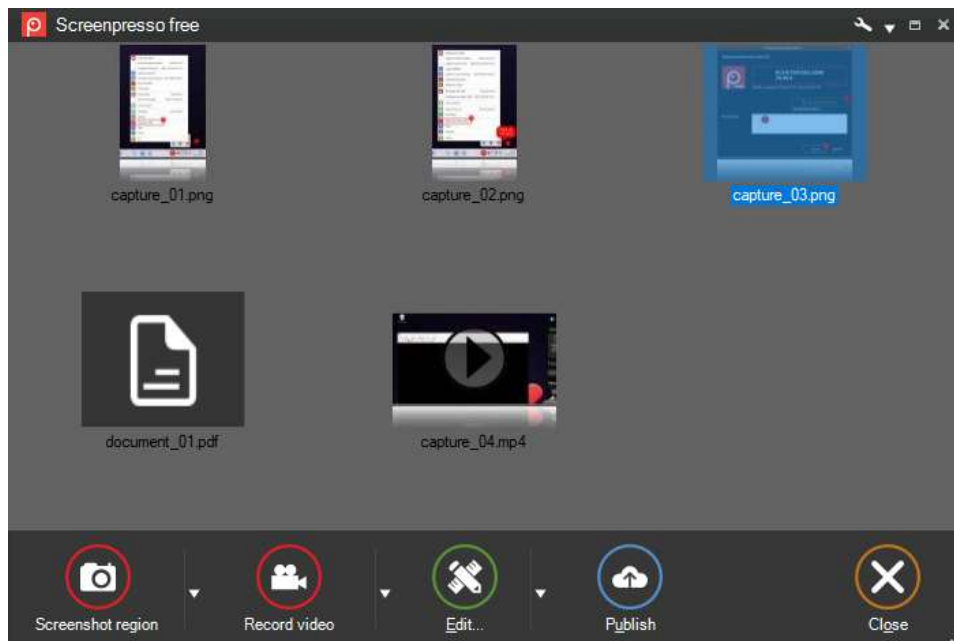 Screenpresso free
capture_01.png
capture_02.png
capture_03.png
document_01.pdf
capture_04.mp4
Screenshot region
Record video
Edit...
Publish
Close